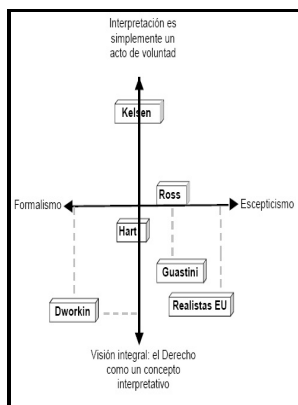 Interpretación es
simplemente un
acto de voluntad
Kelsen
Ross
Formalismo
Escepticismo
Hart
Guastini
Dworkin
Realistas EU
Visión integral: el Derecho
como un concepto
interpretativo